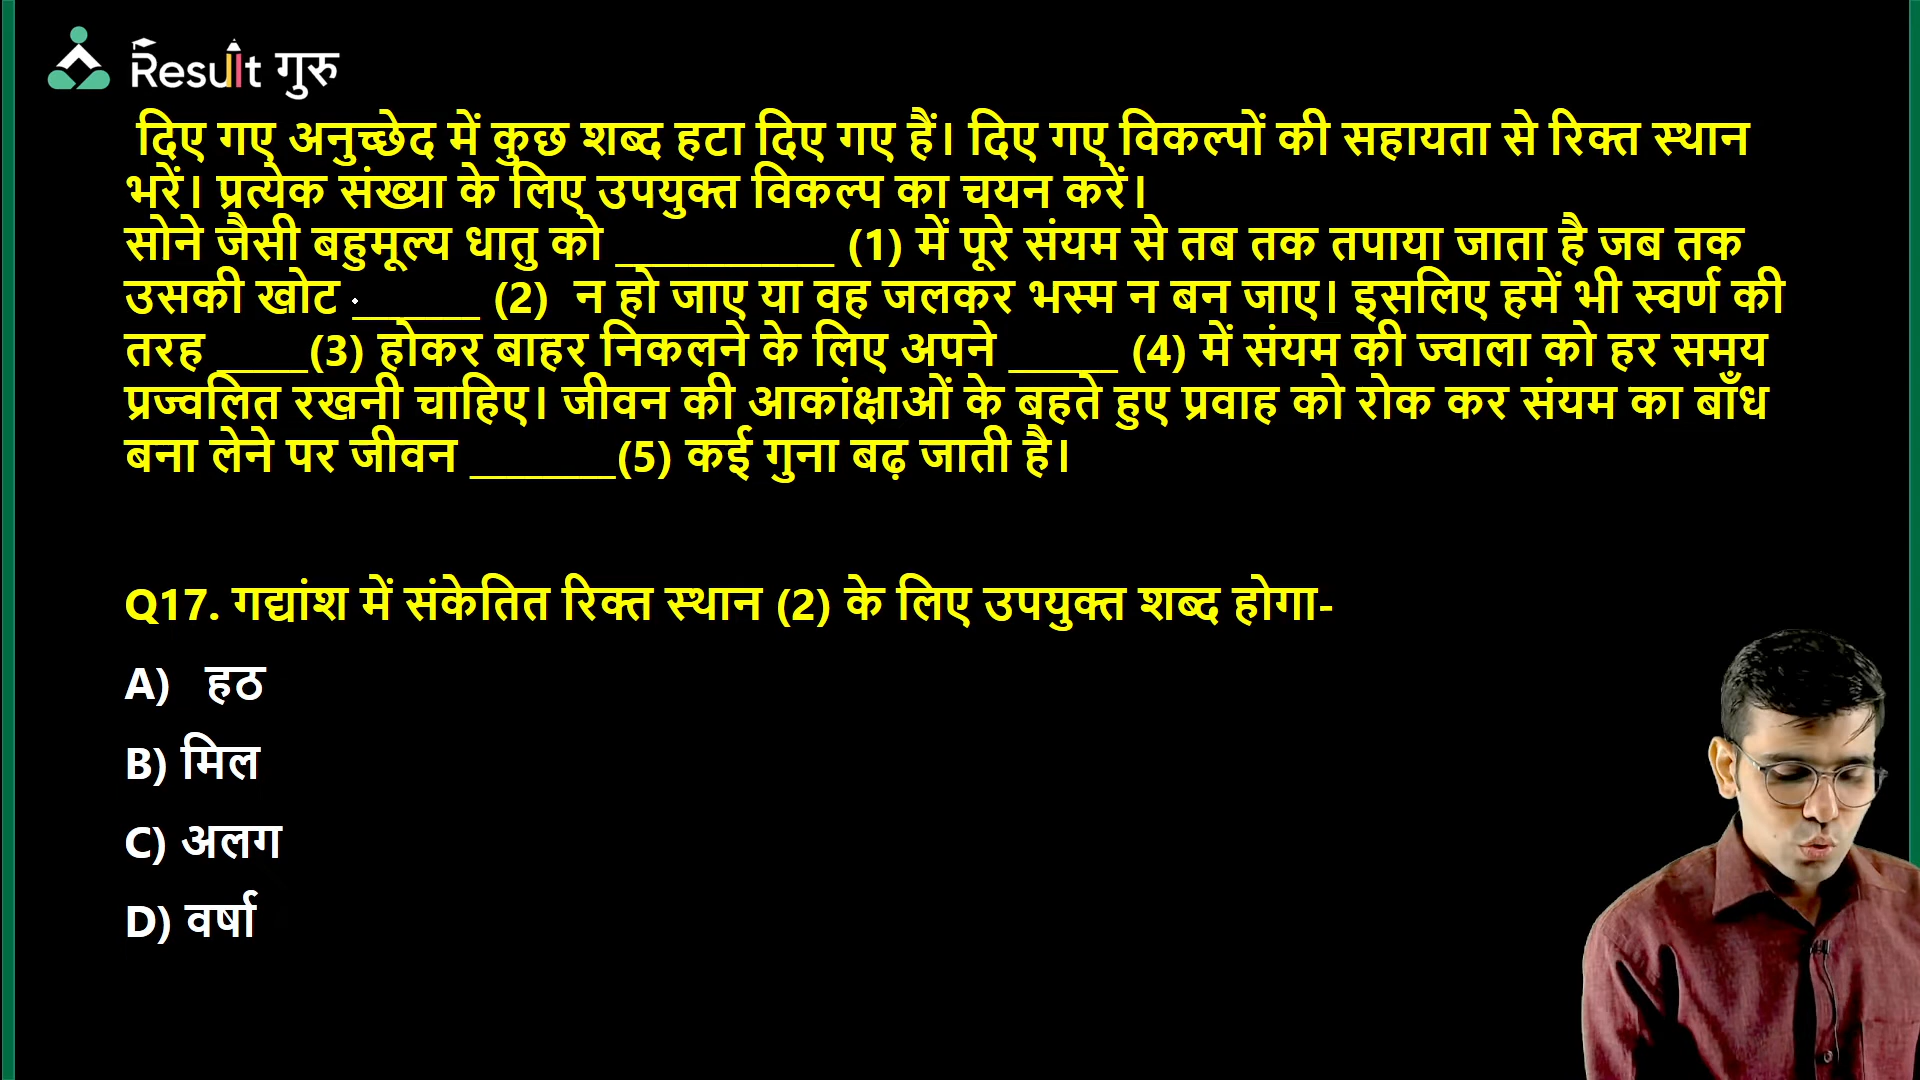 Result गुरु
दिए गए अनुच्छेद में कुछ शब्द हटा दिए गए हैं। दिए गए विकल्पों की सहायता से रिक्त स्थान
भरें। प्रत्येक संख्या के लिए उपयुक्त विकल्प का चयन करें।
सोने जैसी बहुमूल्य धातु को ____________ (1) में पूरे संयम से तब तक तपाया जाता है जब तक
उसकी खोट _______ (2) न हो जाए या वह जलकर भस्म न बन जाए। इसलिए हमें भी स्वर्ण की
तरह _____(3) होकर बाहर निकलने के लिए अपने ______ (4) में संयम की ज्वाला को हर समय
प्रज्वलित रखनी चाहिए। जीवन की आकांक्षाओं के बहते हुए प्रवाह को रोक कर संयम का बाँध
बना लेने पर जीवन ________(5) कई गुना बढ़ जाती है।
Q17. गद्यांश में संकेतित रिक्त स्थान (2) के लिए उपयुक्त शब्द होगा-
A) हठ
B) मिल
C) अलग
D) वर्षा